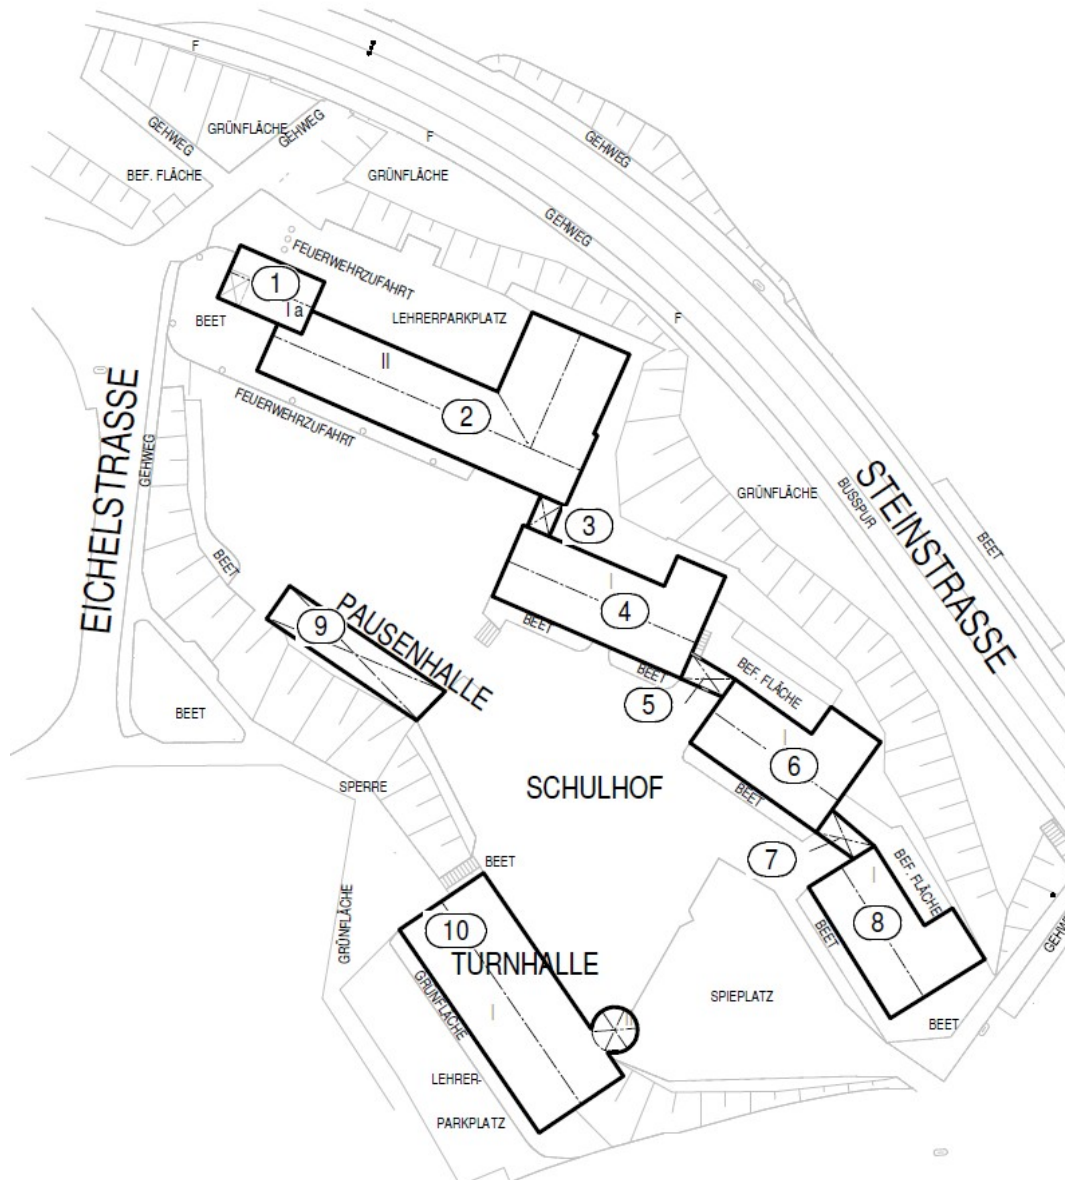 F
GEHWEG
GRÜNFLÄCHE
GEHWEG
F
GEHWEG
BEF. FLÄCHE
GRÜNFLÄCHE
GEHWEG
FEUERWEHRZUFAHRT
1
I a
BEET
LEHRERPARKPLATZ
F
II
2
EICHELSTRASSE
GEHWEG
FEUERWEHRZUFAHRT
STEINSTRASSE
BUSSPUR
GRÜNFLÄCHE
BEET
3
BEET
I
4
9
PAUSENHALLE
BEET
BEET
BEF. FLÄCHE
5
BEET
I
6
SPERRE
SCHULHOF
BEET
7
BEET
I
BEF. FLÄCHE
8
GRÜNFLÄCHE
10
TURNHALLE
BEET
GEHWEG
GRÜNFLÄCHE
I
II
SPIEPLATZ
BEET
LEHRER-
PARKPLATZ